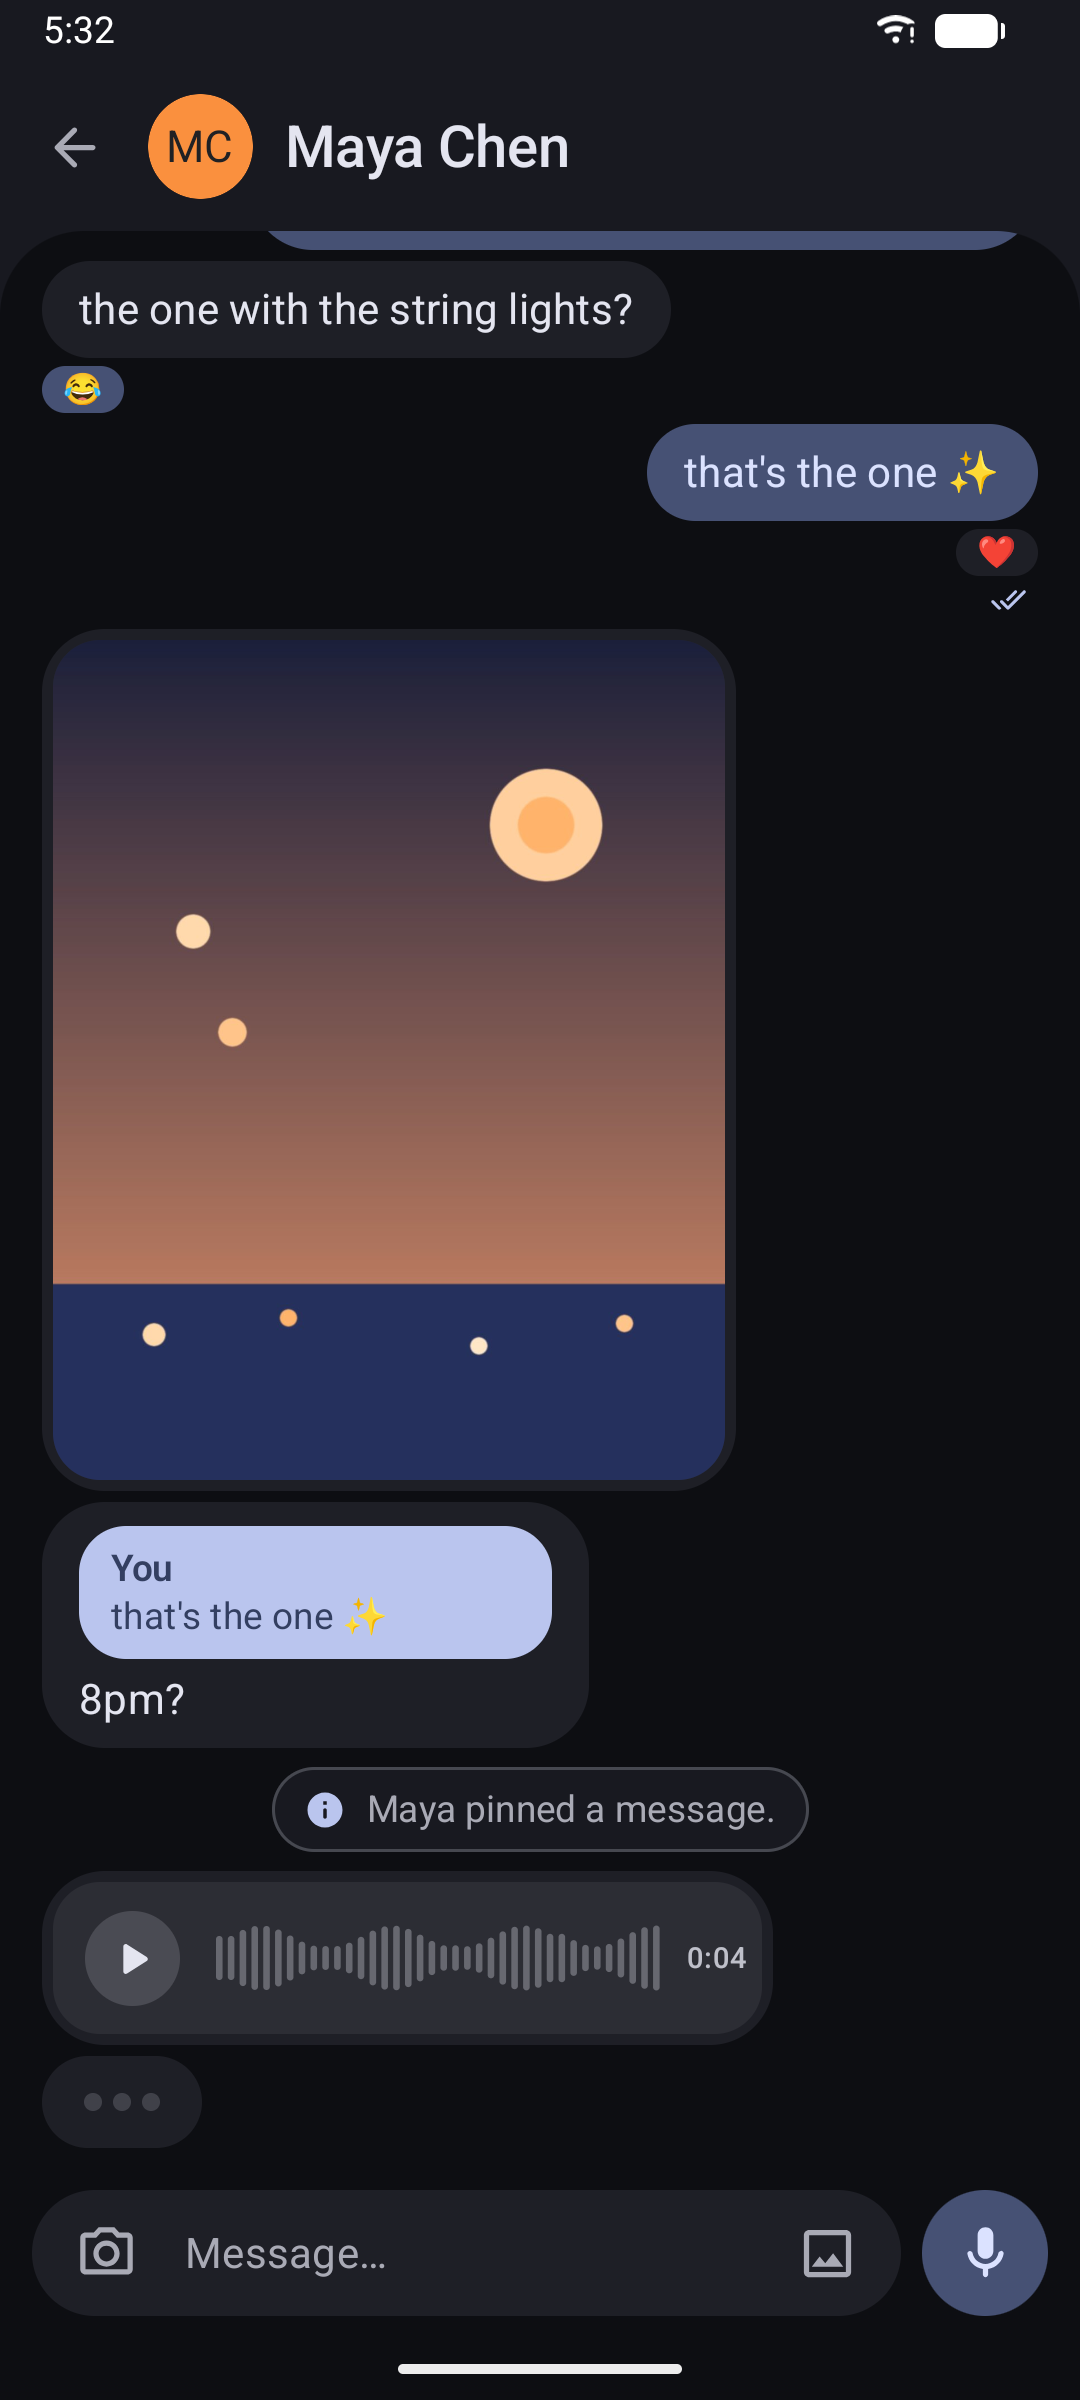 5:32
MC
Maya Chen
the one with the string lights?
😂
that's the one ✨
❤️
You
that's the one ✨
8pm?
Maya pinned a message.
0:04
Message…